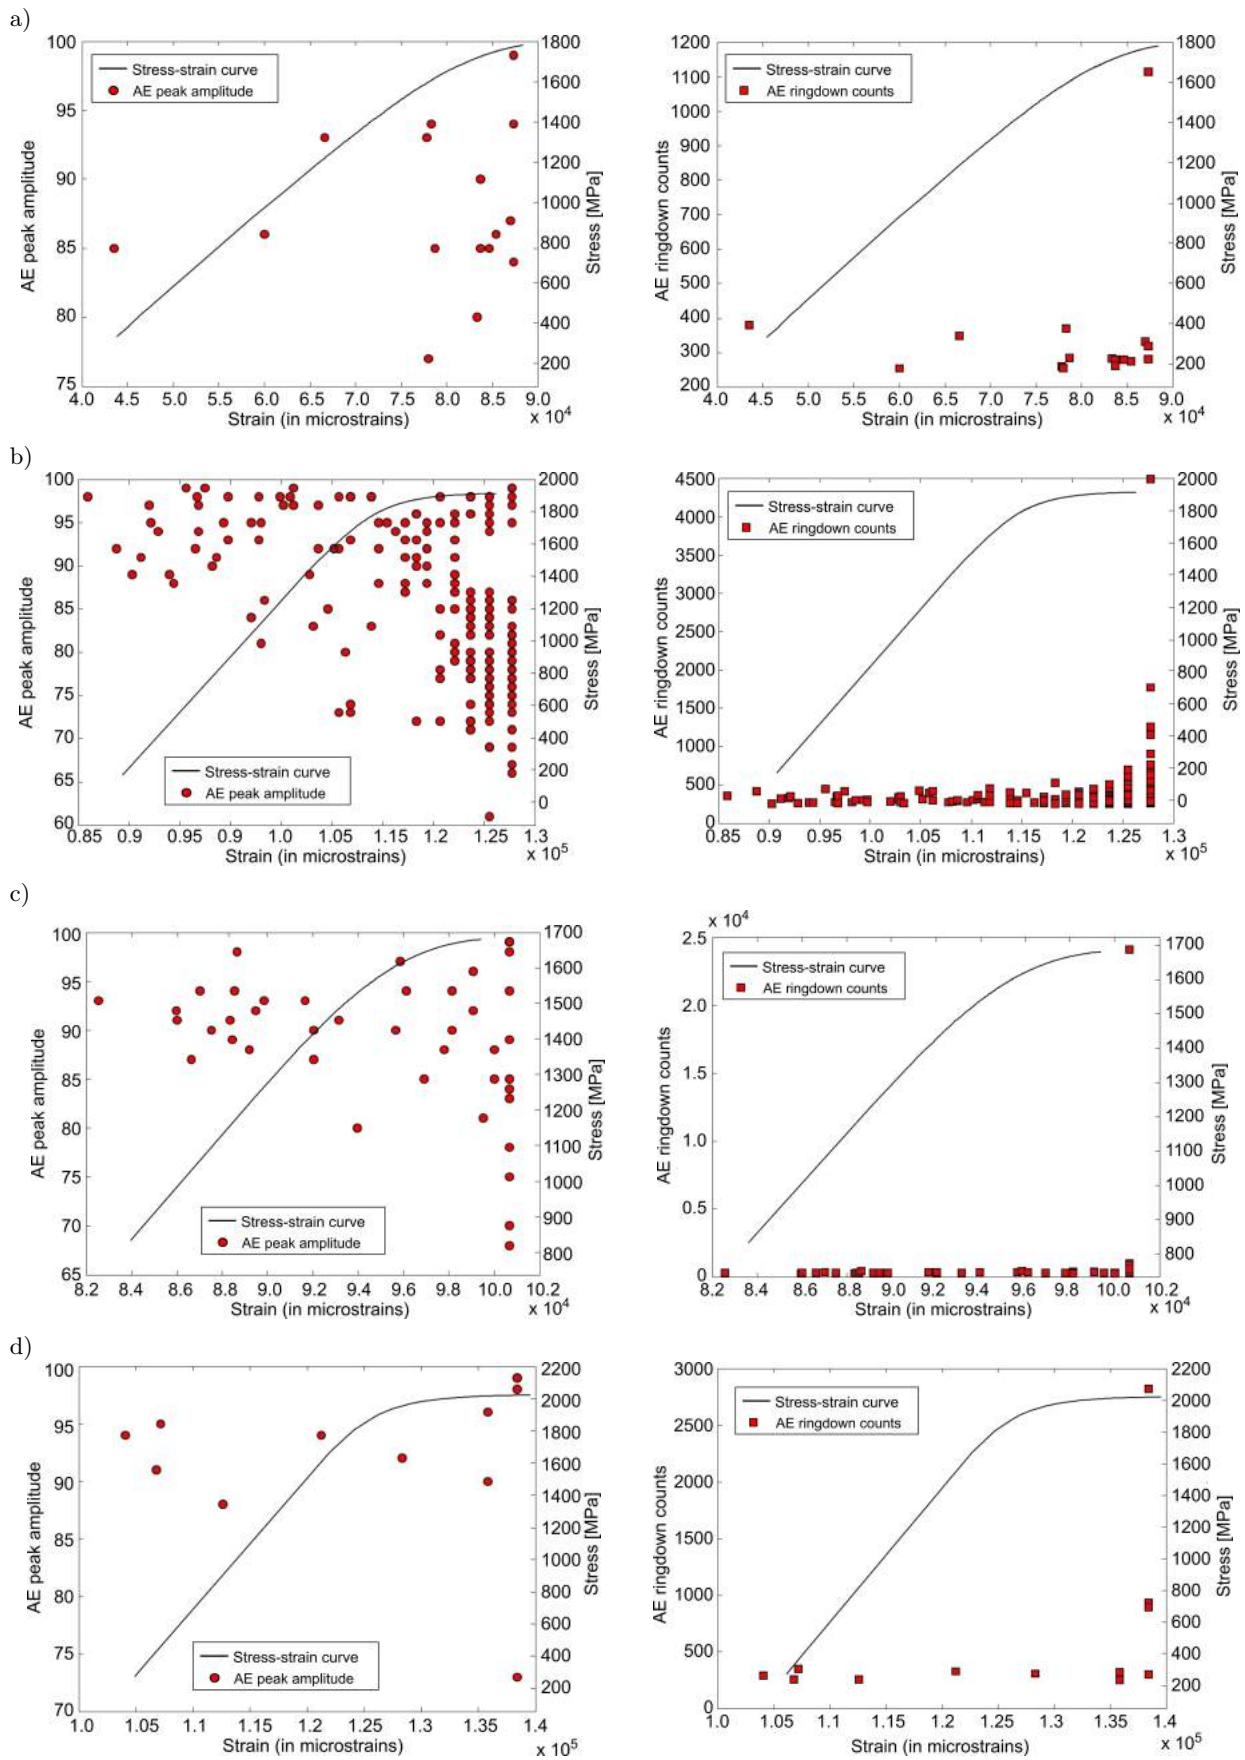 a)
100
95
90
85
80
75
AE peak amplitude
Stress-strain curve
AE peak amplitude
1800
1600
1400
1200
1000
800
600
400
200
Stress [MPa]
4.0 4.5 5.0 5.5 6.0 6.5 7.0 7.5 8.0 8.5 9.0
Strain (in microstrains)
x 10⁴
1200
1100
1000
900
800
700
600
500
400
300
200
AE ringdown counts
Stress-strain curve
AE ringdown counts
1800
1600
1400
1200
1000
800
600
400
200
Stress [MPa]
4.0 4.5 5.0 5.5 6.0 6.5 7.0 7.5 8.0 8.5 9.0
Strain (in microstrains)
x 10⁴
b)
100
95
90
85
80
75
70
65
60
AE peak amplitude
Stress-strain curve
AE peak amplitude
2000
1800
1600
1400
1200
1000
800
600
400
200
0
Stress [MPa]
0.85 0.9 0.95 0.9 1.0 1.05 1.10 1.15 1.2 1.25 1.3
Strain (in microstrains)
x 10⁵
4500
4000
4500
3000
4500
2000
1500
1000
500
0
AE ringdown counts
Stress-strain curve
AE ringdown counts
2000
1800
1600
1400
1200
1000
800
600
400
200
0
Stress [MPa]
0.85 0.9 0.95 1.0 1.05 1.10 1.15 1.2 1.25 1.3
Strain (in microstrains)
x 10⁵
c)
100
95
90
85
80
75
70
65
AE peak amplitude
Stress-strain curve
AE peak amplitude
1700
1600
1500
1400
1300
1200
1100
1000
900
800
Stress [MPa]
8.2 8.4 8.6 8.8 9.0 9.2 9.4 9.6 9.8 10.0 10.2
Strain (in microstrains)
x 10⁴
x 10⁴
2.5
2.0
1.5
1.0
0.5
0
AE ringdown counts
Stress-strain curve
AE ringdown counts
1700
1600
1500
1400
1300
1200
1100
1000
900
800
Stress [MPa]
8.2 8.4 8.6 8.8 9.0 9.2 9.4 9.6 9.8 10.0 10.2
Strain (in microstrains)
x 10⁴
d)
100
95
90
85
80
75
70
AE peak amplitude
Stress-strain curve
AE peak amplitude
2200
2000
1800
1600
1400
1200
1000
800
600
400
200
Stress [MPa]
1.0 1.05 1.10 1.15 1.2 1.25 1.3 1.35 1.4
Strain (in microstrains)
x 10⁵
3000
2500
2000
1500
1000
500
0
AE ringdown counts
Stress-strain curve
AE ringdown counts
2200
2000
1800
1600
1400
1200
1000
800
600
400
200
Stress [MPa]
1.0 1.05 1.10 1.15 1.2 1.25 1.3 1.35 1.4
Strain (in microstrains)
x 10⁵